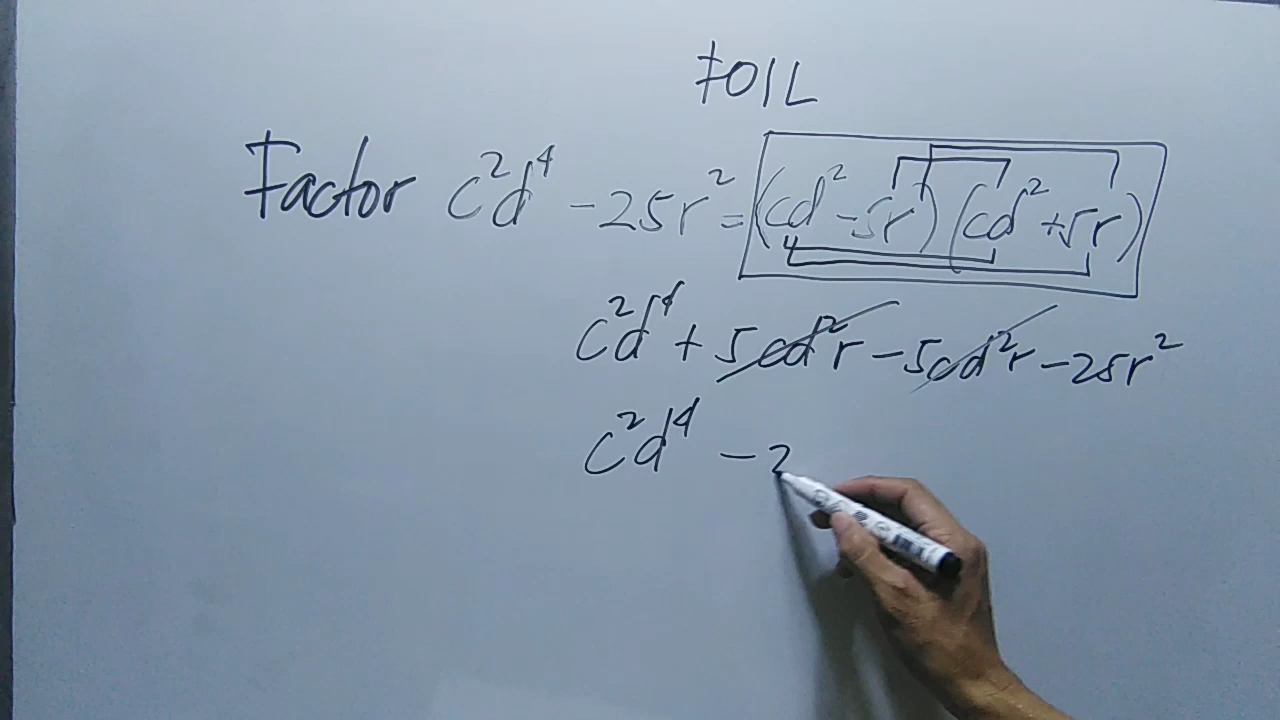 FOIL
Factor c²d⁴ - 25r² = (cd² - 5r)(cd² + 5r)
c²d⁴ + 5cd²r - 5cd²r - 25r²
c²d⁴ - 2